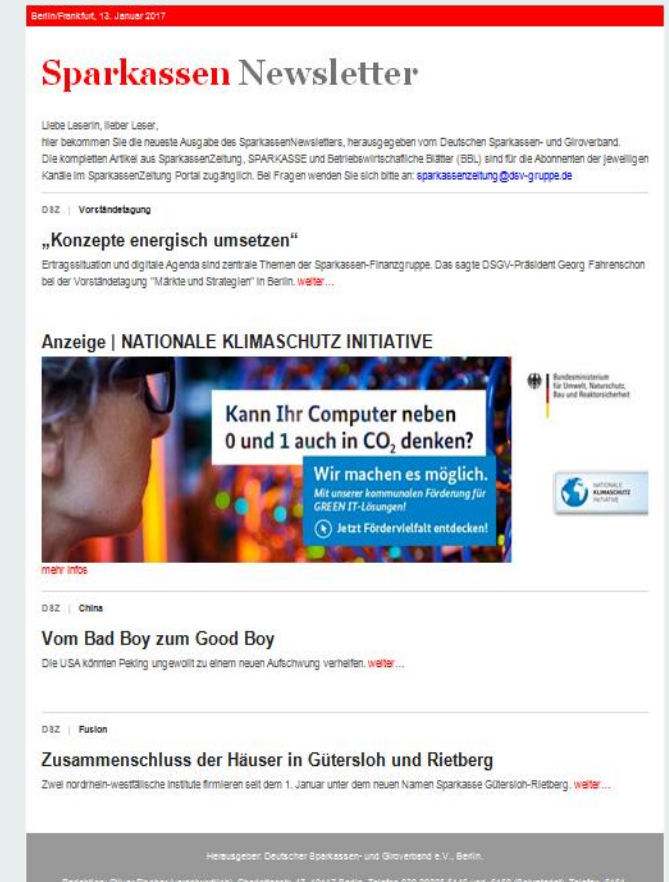 Berlin/Frankfurt, 13. Januar 2017
Sparkassen Newsletter
Liebe Leserin, lieber Leser,
hier bekommen Sie die neueste Ausgabe des SparkassenNewsletters, herausgegeben vom Deutschen Sparkassen- und Giroverband.
Die kompletten Artikel aus SparkassenZeitung, SPARKASSE und Betriebswirtschafliche Blätter (BBL) sind für die Abonnenten der jeweiligen
Kanäle im SparkassenZeitung Portal zugänglich. Bei Fragen wenden Sie sich bitte an: sparkassenzeitung@dsv-gruppe.de
DSZ | Vorständetagung
„Konzepte energisch umsetzen“
Ertragssituation und digitale Agenda sind zentrale Themen der Sparkassen-Finanzgruppe. Das sagte DSGV-Präsident Georg Fahrenschon
bei der Vorständetagung "Märkte und Strategien" in Berlin. weiter…
Anzeige | NATIONALE KLIMASCHUTZ INITIATIVE
Kann Ihr Computer neben
0 und 1 auch in CO₂ denken?
Wir machen es möglich.
Mit unserer kommunalen Förderung für
GREEN IT-Lösungen!
Jetzt Fördervielfalt entdecken!
Bundesministerium
für Umwelt, Naturschutz,
Bau und Reaktorsicherheit
NATIONALE
KLIMASCHUTZ
INITIATIVE
mehr Infos
DSZ | China
Vom Bad Boy zum Good Boy
Die USA könnten Peking ungewollt zu einem neuen Aufschwung verhelfen. weiter…
DSZ | Fusion
Zusammenschluss der Häuser in Gütersloh und Rietberg
Zwei nordrhein-westfälische Institute firmieren seit dem 1. Januar unter dem neuen Namen Sparkasse Gütersloh-Rietberg. weiter…
Herausgeber: Deutscher Sparkassen- und Giroverband e.V., Berlin.